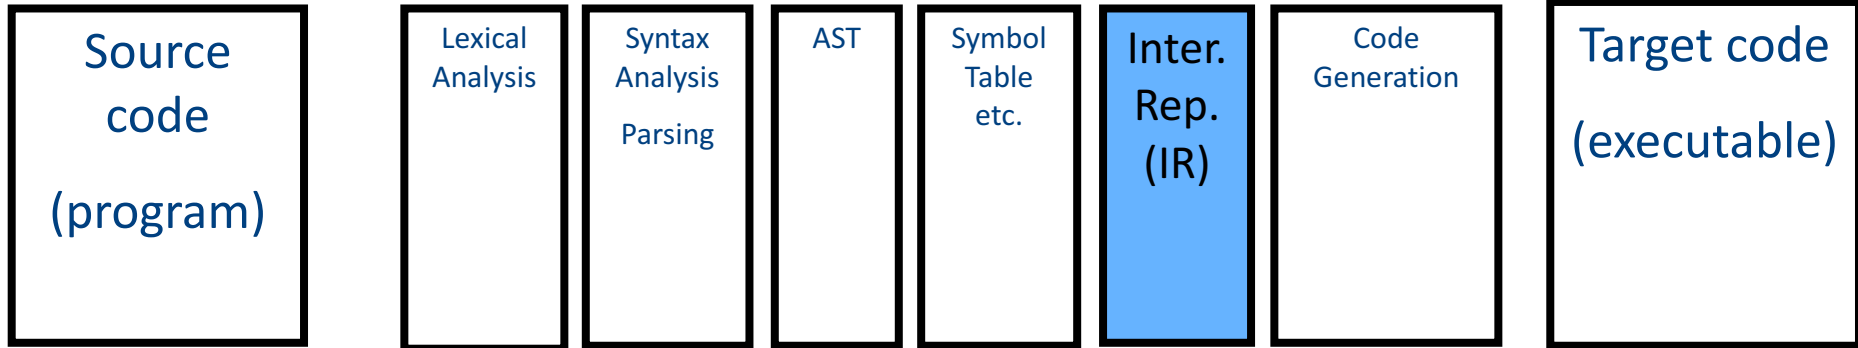 Source
code
(program)
Lexical
Analysis
Syntax
Analysis
Parsing
AST
Symbol
Table
etc.
Inter.
Rep.
(IR)
Code
Generation
Target code
(executable)